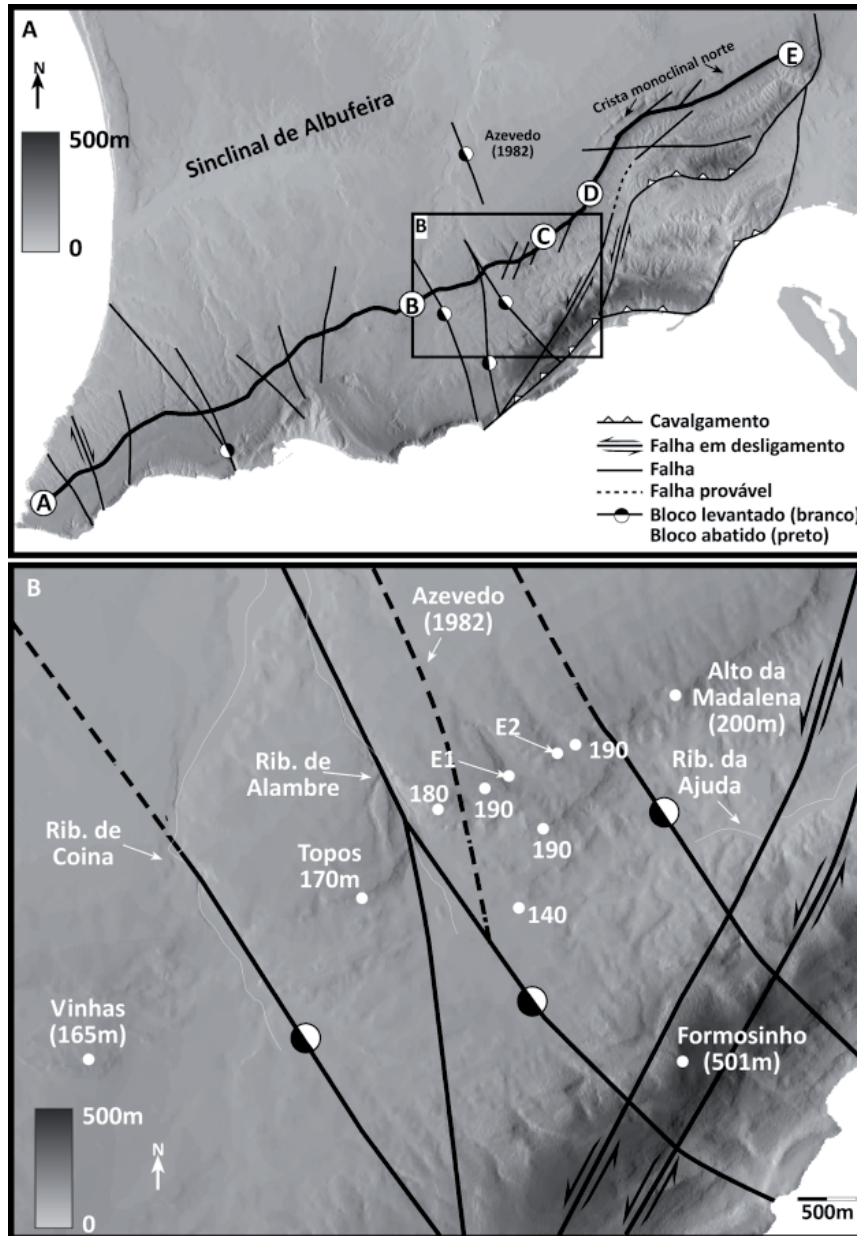 A
N
500m
0
Sinclinal de Albufeira
Azevedo
(1982)
Crista monoclinal norte
E
D
B
C
B
A
Cavalgamento
Falha em desligamento
Falha
Falha provável
Bloco levantado (branco)
Bloco abatido (preto)
B
Azevedo
(1982)
Alto da
Madalena
(200m)
E2
Rib. de
Alambre
E1
190
Rib. da
Ajuda
180
190
Rib. de
Coina
Topos
170m
190
140
Vinhas
(165m)
Formosinho
(501m)
500m
N
0
500m